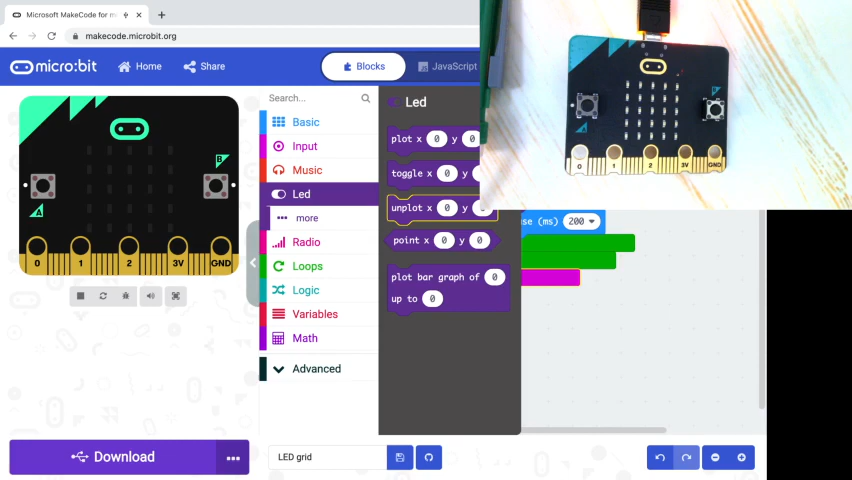 Microsoft MakeCode for m
makecode.microbit.org
micro:bit
Home
Share
Blocks
JavaScript
Search...
Led
Basic
Input
Music
Led
more
Radio
Loops
Logic
Variables
Math
Advanced
plot x 0 y 0
toggle x 0 y
unplot x 0 y
point x 0 y 0
plot bar graph of 0
up to 0
se (ms) 200
A
B
0 1 2 3V GND
0 1 2 3V GND
Download
LED grid